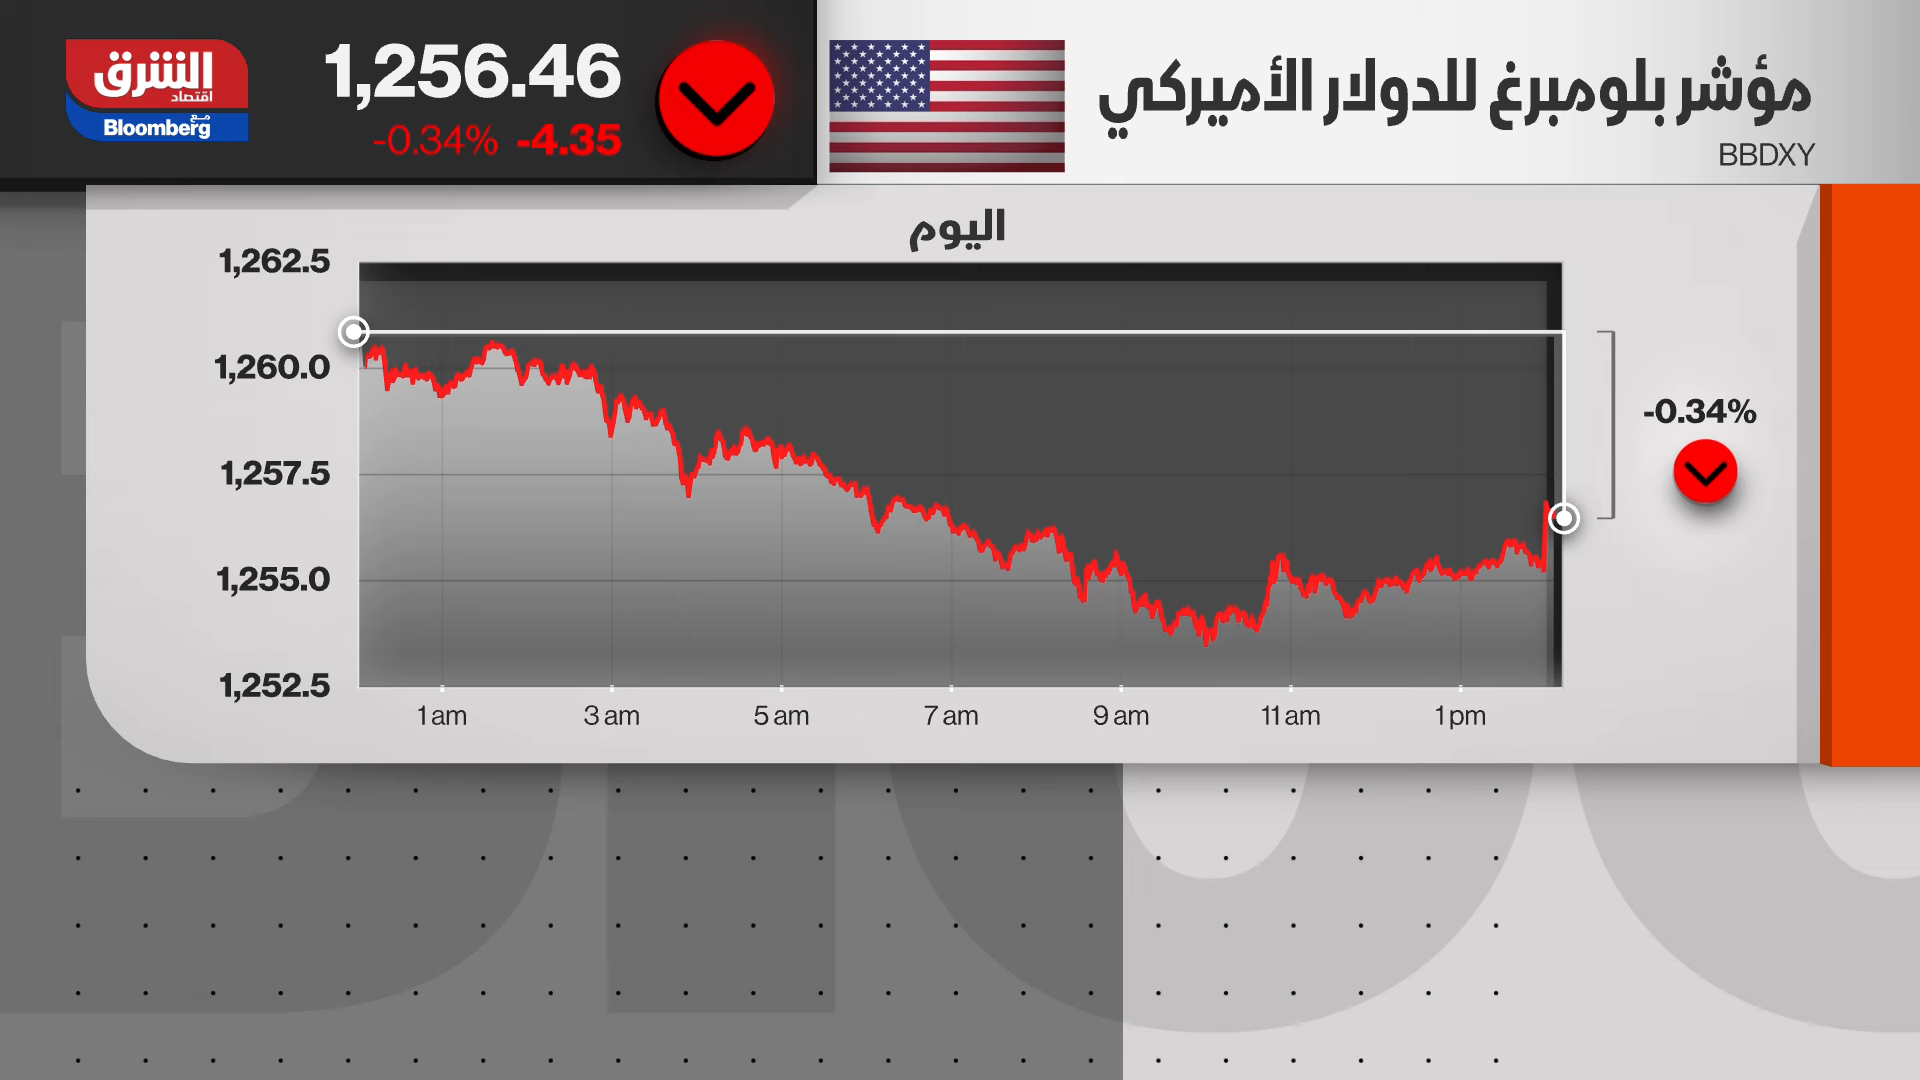 الشرق
اقتصاد
مع
Bloomberg
1,256.46
-0.34% -4.35
مؤشر بلومبرغ للدولار الأميركي
BBDXY
اليوم
1,262.5
1,260.0
1,257.5
1,255.0
1,252.5
1 am 3 am 5 am 7 am 9 am 11 am 1 pm
-0.34%